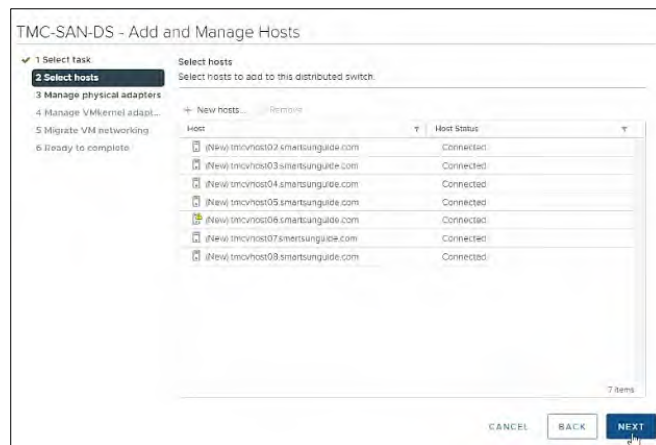 TMC-SAN-DS - Add and Manage Hosts
1 Select task
2 Select hosts
3 Manage physical adapters
4 Manage VMkernel adapt...
5 Migrate VM networking
6 Ready to complete
Select hosts
Select hosts to add to this distributed switch.
+ New hosts... Remove
Host Host Status
(New) tmcvhost02.smartsunguide.com Connected
(New) tmcvhost03.smartsunguide.com Connected
(New) tmcvhost04.smartsunguide.com Connected
(New) tmcvhost05.smartsunguide.com Connected
(New) tmcvhost06.smartsunguide.com Connected
(New) tmcvhost07.smartsunguide.com Connected
(New) tmcvhost08.smartsunguide.com Connected
7 items
CANCEL BACK NEXT